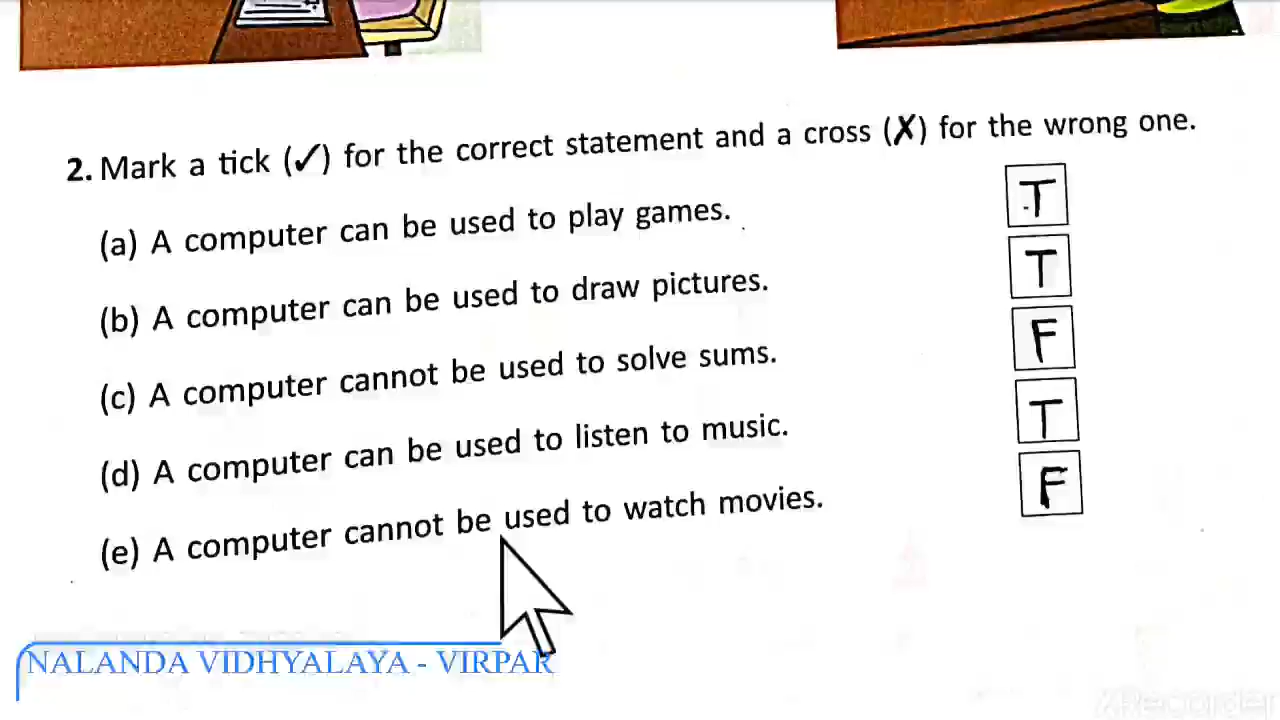 2. Mark a tick (✓) for the correct statement and a cross (✗) for the wrong one.
(a) A computer can be used to play games. T
(b) A computer can be used to draw pictures. T
(c) A computer cannot be used to solve sums. F
(d) A computer can be used to listen to music. T
(e) A computer cannot be used to watch movies. F
NALANDA VIDHYALAYA - VIRPAR
XRecorder